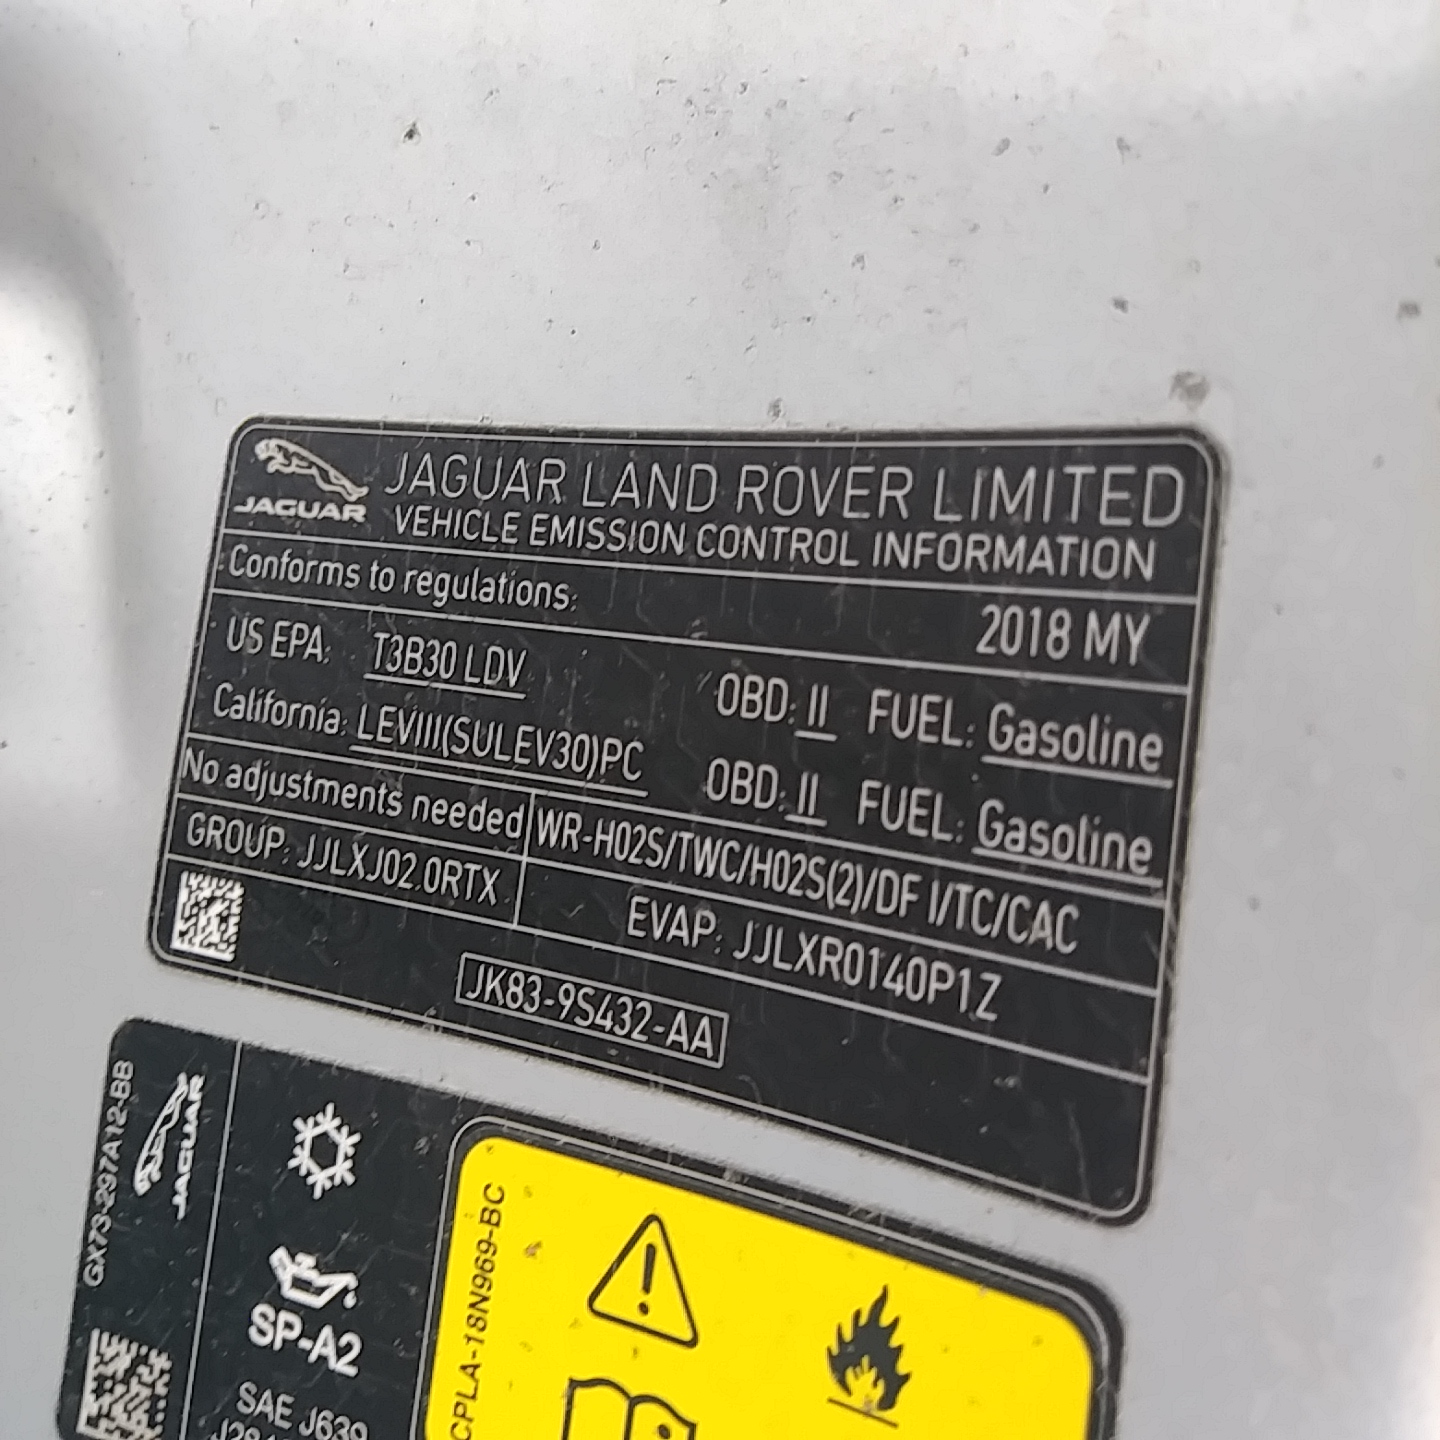 JAGUAR
JAGUAR LAND ROVER LIMITED
VEHICLE EMISSION CONTROL INFORMATION
Conforms to regulations: 2018 MY
US EPA: T3B30 LDV OBD: II FUEL: Gasoline
California: LEVIII(SULEV30)PC OBD: II FUEL: Gasoline
No adjustments needed WR-HO2S/TWC/HO2S(2)/DF I/TC/CAC
GROUP: JJLXJ02.0RTX EVAP: JJLXR0140P1Z
JK83-9S432-AA
GX73-297A12-BB
JAGUAR
SP-A2
SAE J639
CPLA-18N969-BC